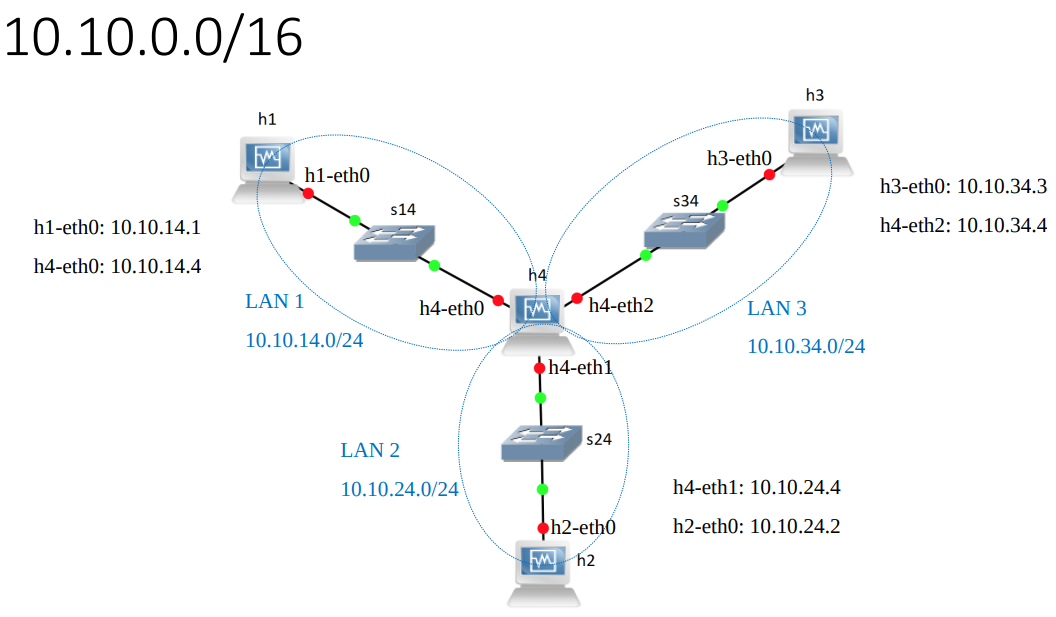 10.10.0.0/16
h1
h3
h1-eth0
h3-eth0
h3-eth0: 10.10.34.3
h1-eth0: 10.10.14.1
s14
s34
h4-eth2: 10.10.34.4
h4-eth0: 10.10.14.4
h4
LAN 1
h4-eth0
h4-eth2
LAN 3
10.10.14.0/24
10.10.34.0/24
h4-eth1
LAN 2
s24
10.10.24.0/24
h4-eth1: 10.10.24.4
h2-eth0
h2-eth0: 10.10.24.2
h2